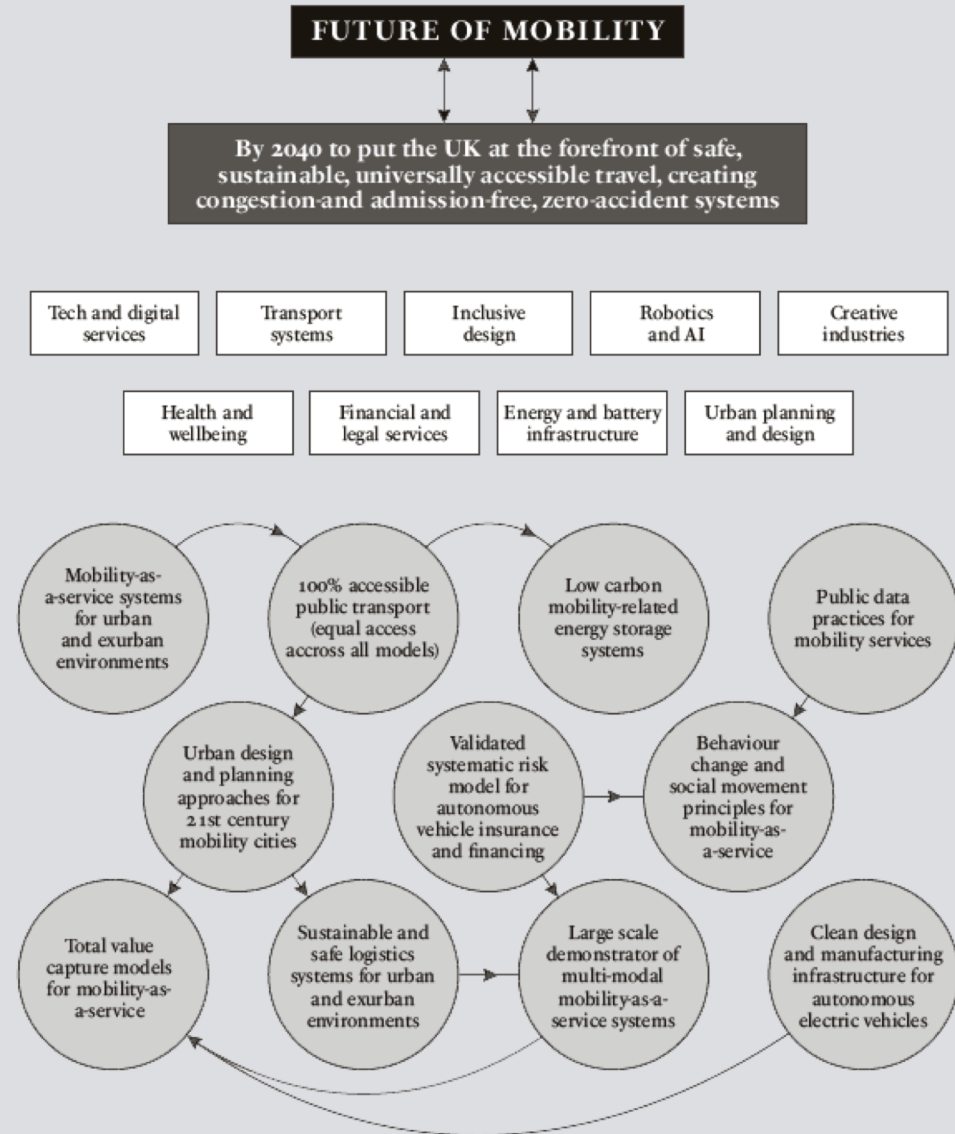 FUTURE OF MOBILITY
By 2040 to put the UK at the forefront of safe,
sustainable, universally accessible travel, creating
congestion-and admission-free, zero-accident systems
Tech and digital
services
Transport
systems
Inclusive
design
Robotics
and AI
Creative
industries
Health and
wellbeing
Financial and
legal services
Energy and battery
infrastructure
Urban planning
and design
Mobility-as-
a-service systems
for urban
and exurban
environments
100% accessible
public transport
(equal access
accross all models)
Low carbon
mobility-related
energy storage
systems
Public data
practices for
mobility services
Urban design
and planning
approaches for
21st century
mobility cities
Validated
systematic risk
model for
autonomous
vehicle insurance
and financing
Behaviour
change and
social movement
principles for
mobility-as-
a-service
Total value
capture models
for mobility-as-
a-service
Sustainable and
safe logistics
systems for urban
and exurban
environments
Large scale
demonstrator of
multi-modal
mobility-as-a-
service systems
Clean design
and manufacturing
infrastructure for
autonomous
electric vehicles